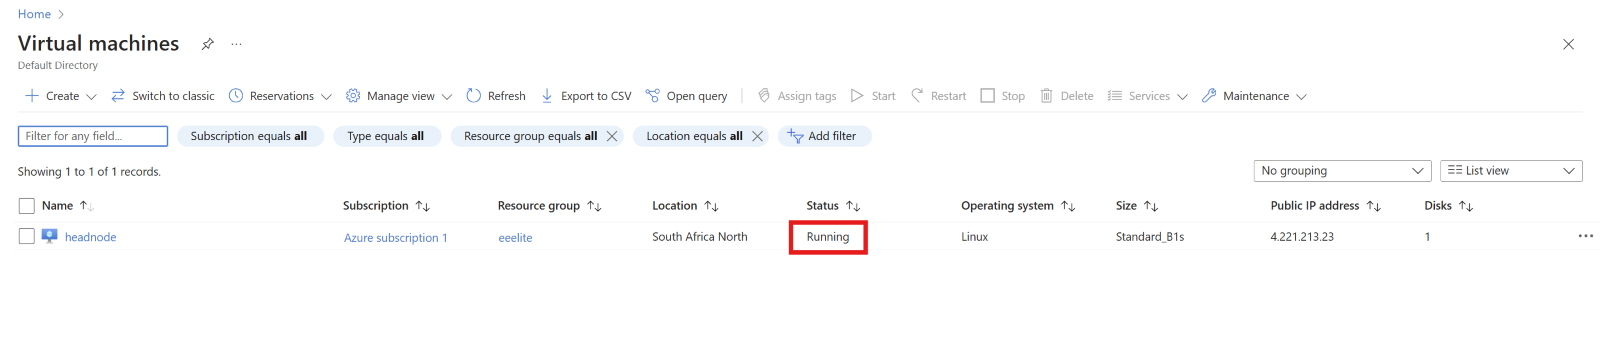 Home
Virtual machines
Default Directory
Create Switch to classic Reservations Manage view Refresh Export to CSV Open query Assign tags Start Restart Stop Delete Services Maintenance
Filter for any field... Subscription equals all Type equals all Resource group equals all Location equals all Add filter
Showing 1 to 1 of 1 records. No grouping List view
Name Subscription Resource group Location Status Operating system Size Public IP address Disks
headnode Azure subscription 1 eeelite South Africa North Running Linux Standard_B1s 4.221.213.23 1